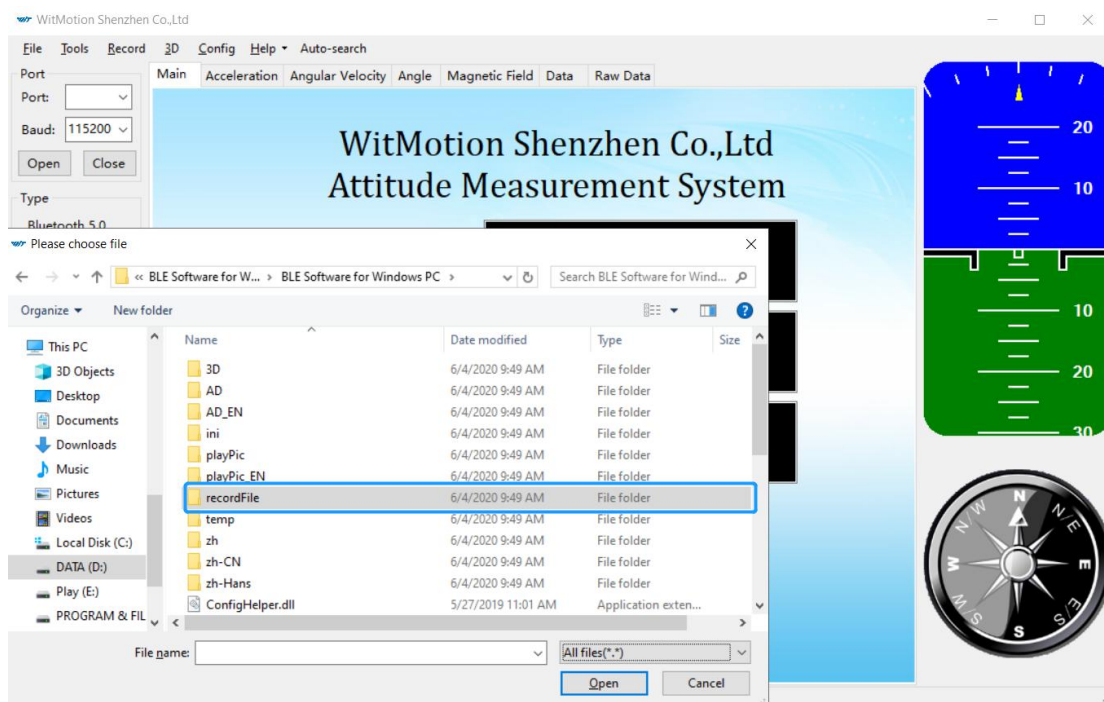 WitMotion Shenzhen Co.,Ltd
File Tools Record 3D Config Help Auto-search
Port
Port:
Baud: 115200
Open Close
Type
Bluetooth 5.0
Main Acceleration Angular Velocity Angle Magnetic Field Data Raw Data
WitMotion Shenzhen Co.,Ltd
Attitude Measurement System
20
10
10
20
30
N
N/E
E
S/E
S
W/S
W
N/W
Please choose file
« BLE Software for W... › BLE Software for Windows PC ›
Search BLE Software for Wind...
Organize New folder
This PC
3D Objects
Desktop
Documents
Downloads
Music
Pictures
Videos
Local Disk (C:)
DATA (D:)
Play (E:)
PROGRAM & FIL
Name Date modified Type Size
3D 6/4/2020 9:49 AM File folder
AD 6/4/2020 9:49 AM File folder
AD_EN 6/4/2020 9:49 AM File folder
ini 6/4/2020 9:49 AM File folder
playPic 6/4/2020 9:49 AM File folder
playPic_EN 6/4/2020 9:49 AM File folder
recordFile 6/4/2020 9:49 AM File folder
temp 6/4/2020 9:49 AM File folder
zh 6/4/2020 9:49 AM File folder
zh-CN 6/4/2020 9:49 AM File folder
zh-Hans 6/4/2020 9:49 AM File folder
ConfigHelper.dll 5/27/2019 11:01 AM Application exten...
File name: All files(*.*)
Open Cancel